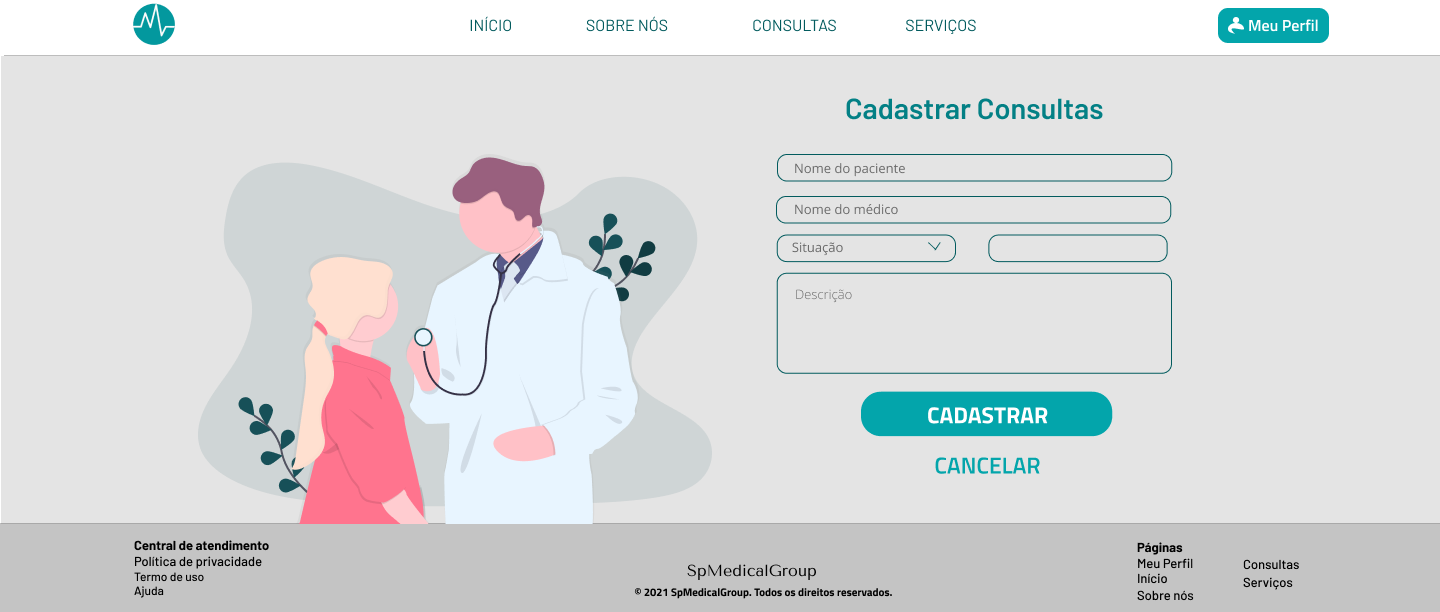 INÍCIO
SOBRE NÓS
CONSULTAS
SERVIÇOS
Meu Perfil
Cadastrar Consultas
Nome do paciente
Nome do médico
Situação
Descrição
CADASTRAR
CANCELAR
Central de atendimento
Política de privacidade
Termo de uso
Ajuda
SpMedicalGroup
© 2021 SpMedicalGroup. Todos os direitos reservados.
Páginas
Meu Perfil
Início
Sobre nós
Consultas
Serviços